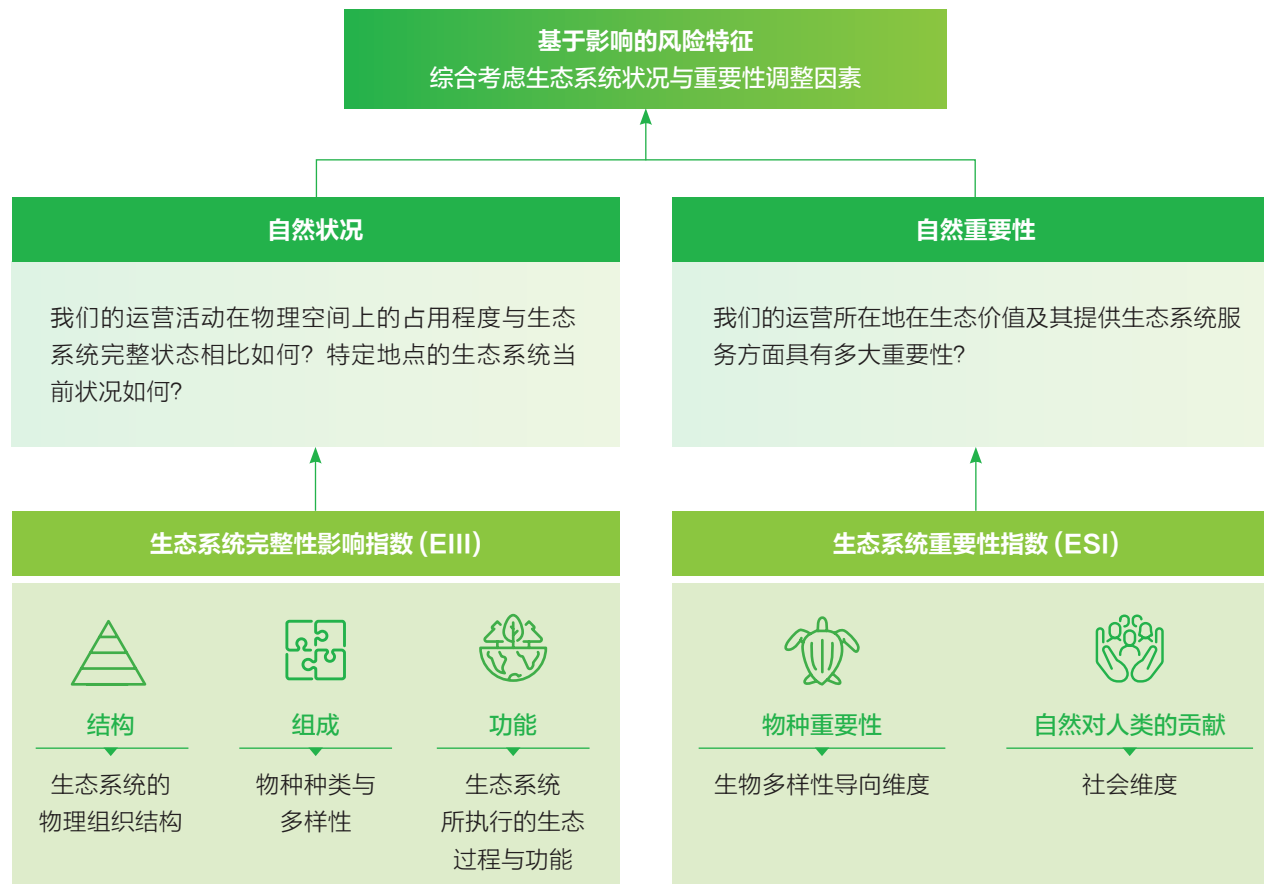 基于影响的风险特征
综合考虑生态系统状况与重要性调整因素
自然状况
我们的运营活动在物理空间上的占用程度与生态
系统完整状态相比如何？特定地点的生态系统当
前状况如何？
自然重要性
我们的运营所在地在生态价值及其提供生态系统服
务方面具有多大重要性？
生态系统完整性影响指数 (EIII)
结构
生态系统的
物理组织结构
组成
物种种类与
多样性
功能
生态系统
所执行的生态
过程与功能
生态系统重要性指数 (ESI)
物种重要性
生物多样性导向维度
自然对人类的贡献
社会维度